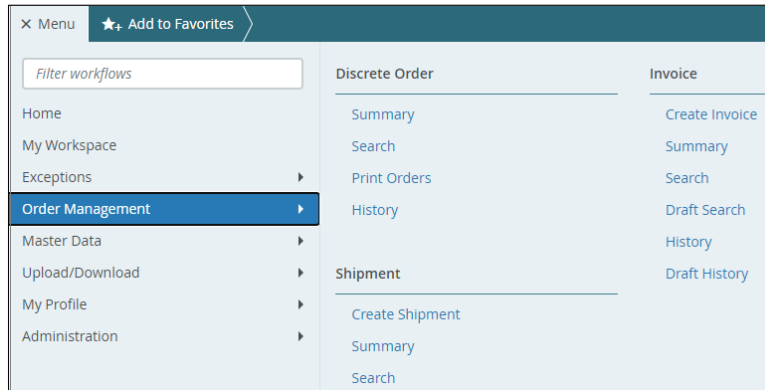 × Menu
Add to Favorites
Filter workflows
Home
My Workspace
Exceptions
Order Management
Master Data
Upload/Download
My Profile
Administration
Discrete Order
Summary
Search
Print Orders
History
Shipment
Create Shipment
Summary
Search
Invoice
Create Invoice
Summary
Search
Draft Search
History
Draft History